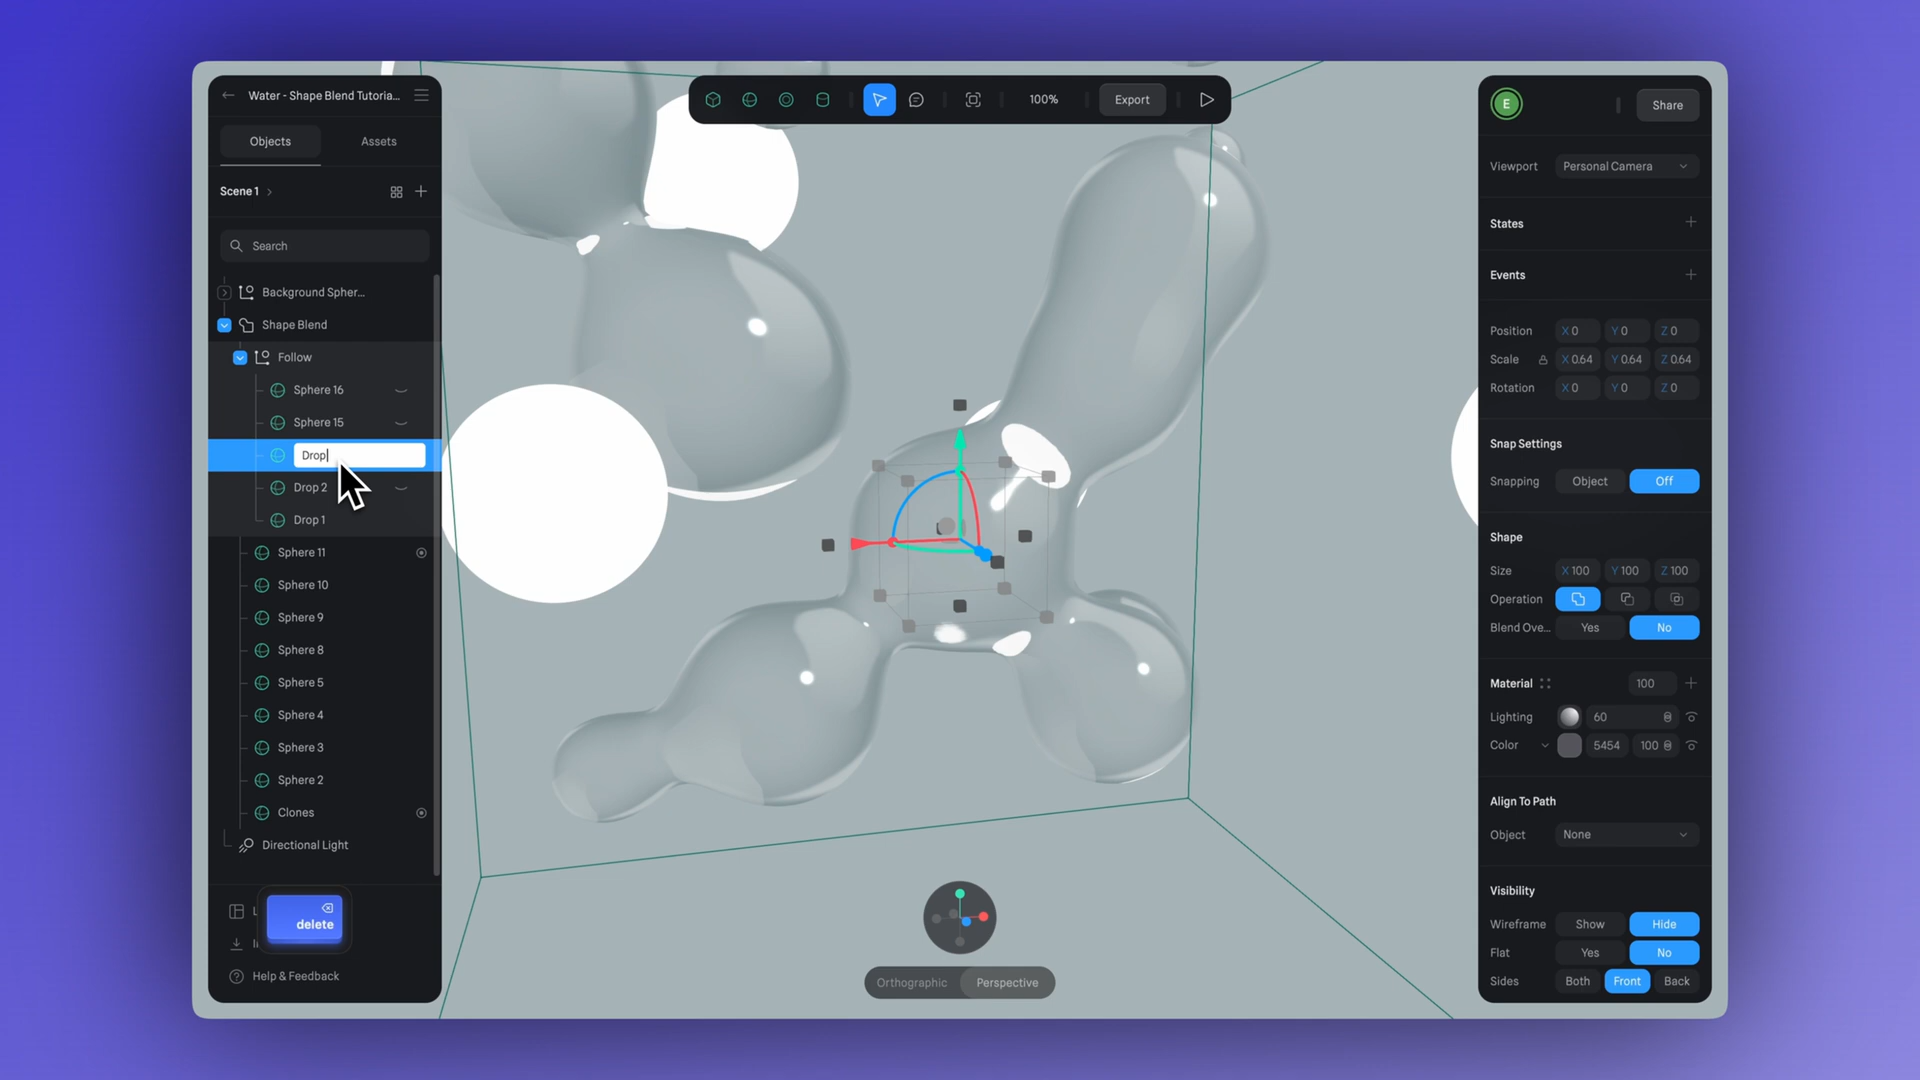 Water - Shape Blend Tutoria...
Objects
Assets
Scene 1
Search
Background Spher...
Shape Blend
Follow
Sphere 16
Sphere 15
Drop
Drop 2
Drop 1
Sphere 11
Sphere 10
Sphere 9
Sphere 8
Sphere 5
Sphere 4
Sphere 3
Sphere 2
Clones
Directional Light
delete
Help & Feedback
100%
Export
Orthographic
Perspective
E
Share
Viewport
Personal Camera
States
Events
Position X 0 Y 0 Z 0
Scale X 0.64 Y 0.64 Z 0.64
Rotation X 0 Y 0 Z 0
Snap Settings
Snapping Object Off
Shape
Size X 100 Y 100 Z 100
Operation
Blend Ove... Yes No
Material 100
Lighting 60
Color 5454 100
Align To Path
Object None
Visibility
Wireframe Show Hide
Flat Yes No
Sides Both Front Back